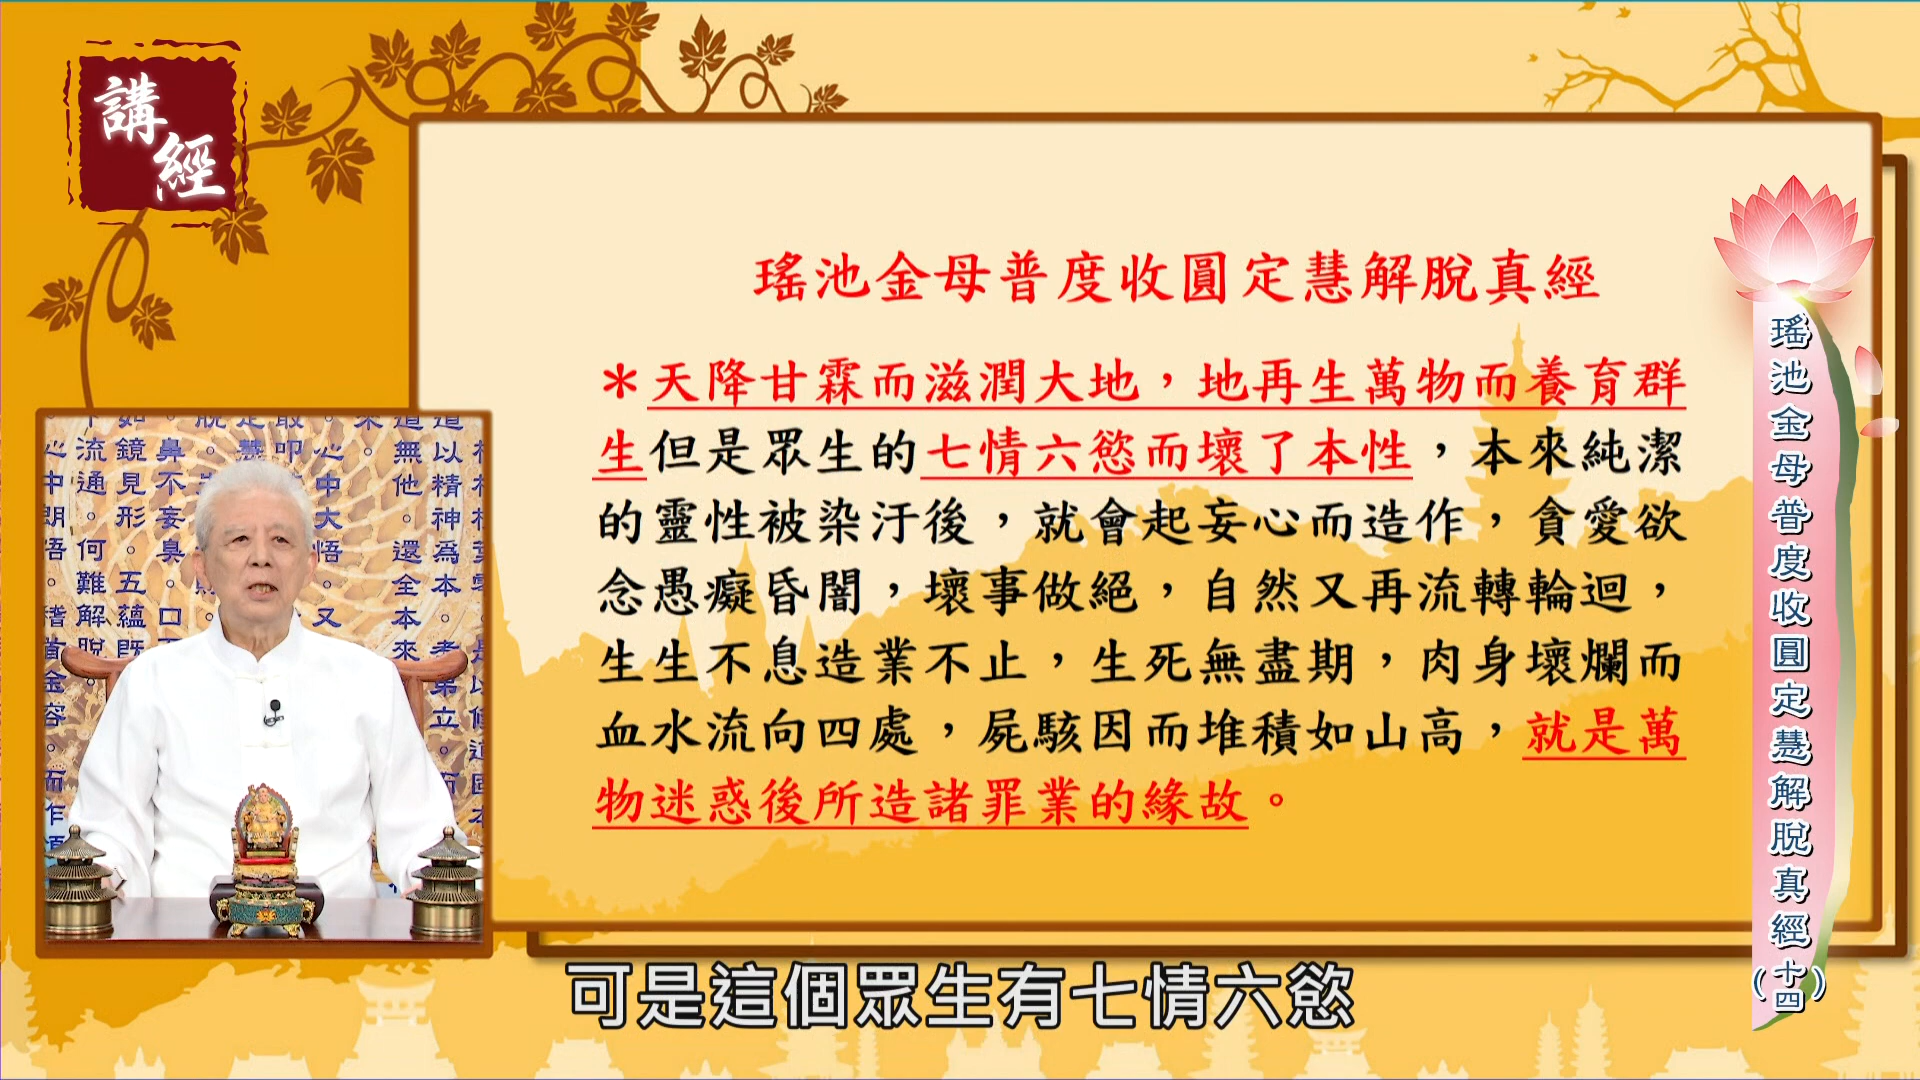 講經
瑤池金母普度收圓定慧解脫真經
＊天降甘霖而滋潤大地，地再生萬物而養育群
生但是眾生的七情六慾而壞了本性，本來純潔
的靈性被染汙後，就會起妄心而造作，貪愛欲
念愚癡昏闇，壞事做絕，自然又再流轉輪迴，
生生不息造業不止，生死無盡期，肉身壞爛而
血水流向四處，屍駭因而堆積如山高，就是萬
物迷惑後所造諸罪業的緣故。
瑤池金母普度收圓定慧解脫真經(十四)
可是這個眾生有七情六慾